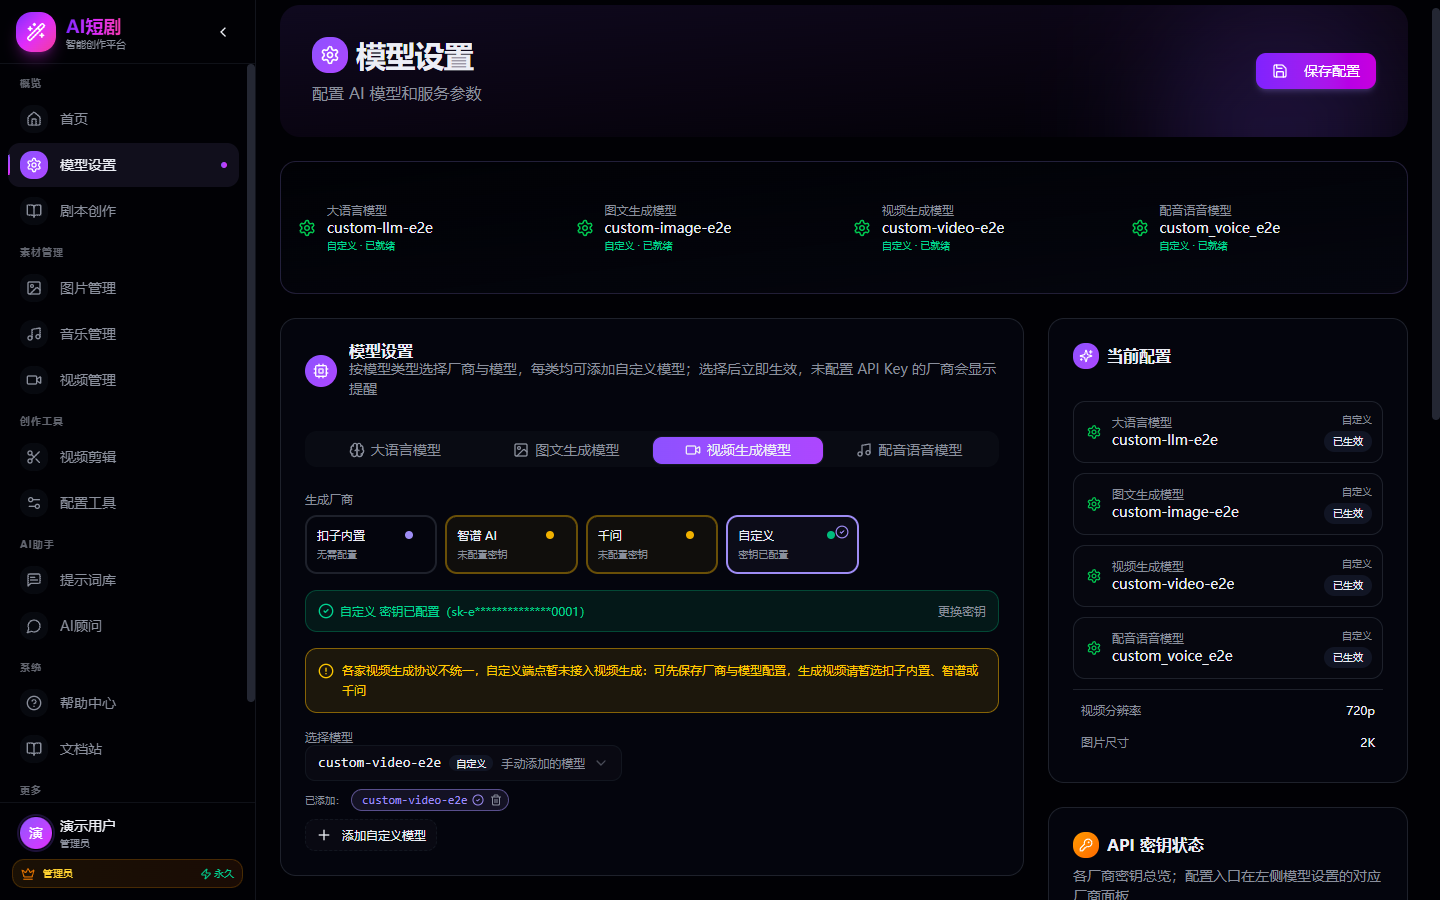 AI短剧
智能创作平台
概览
首页
模型设置
剧本创作
素材管理
图片管理
音乐管理
视频管理
创作工具
视频剪辑
配置工具
AI助手
提示词库
AI顾问
系统
帮助中心
文档站
更多
演
演示用户
管理员
管理员
永久
模型设置
配置 AI 模型和服务参数
保存配置
大语言模型
custom-llm-e2e
自定义 · 已就绪
图文生成模型
custom-image-e2e
自定义 · 已就绪
视频生成模型
custom-video-e2e
自定义 · 已就绪
配音语音模型
custom_voice_e2e
自定义 · 已就绪
模型设置
按模型类型选择厂商与模型，每类均可添加自定义模型；选择后立即生效，未配置 API Key 的厂商会显示
提醒
大语言模型
图文生成模型
视频生成模型
配音语音模型
生成厂商
扣子内置
无需配置
智谱 AI
未配置密钥
千问
未配置密钥
自定义
密钥已配置
自定义 密钥已配置（sk-e**************0001）
更换密钥
各家视频生成协议不统一，自定义端点暂未接入视频生成：可先保存厂商与模型配置，生成视频请暂选扣子内置、智谱或
千问
选择模型
custom-video-e2e 自定义 手动添加的模型
已添加:
custom-video-e2e
添加自定义模型
当前配置
大语言模型
custom-llm-e2e
自定义
已生效
图文生成模型
custom-image-e2e
自定义
已生效
视频生成模型
custom-video-e2e
自定义
已生效
配音语音模型
custom_voice_e2e
自定义
已生效
视频分辨率
720p
图片尺寸
2K
API 密钥状态
各厂商密钥总览；配置入口在左侧模型设置的对应
厂商面板